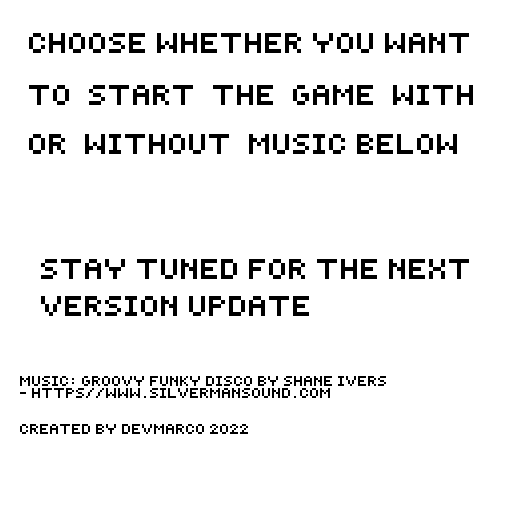 CHOOSE WHETHER YOU WANT
TO START THE GAME WITH
OR WITHOUT MUSIC BELOW
STAY TUNED FOR THE NEXT
VERSION UPDATE
MUSIC: GROOVY FUNKY DISCO BY SHANE IVERS
- HTTPS//WWW.SILVERMANSOUND.COM
CREATED BY DEVMARCO 2022